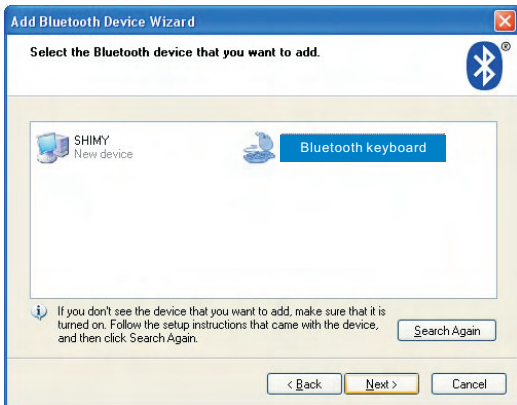 Add Bluetooth Device Wizard
Select the Bluetooth device that you want to add.
®
SHIMY
New device
Bluetooth keyboard
If you don't see the device that you want to add, make sure that it is
turned on. Follow the setup instructions that came with the device,
and then click Search Again.
Search Again
< Back
Next >
Cancel